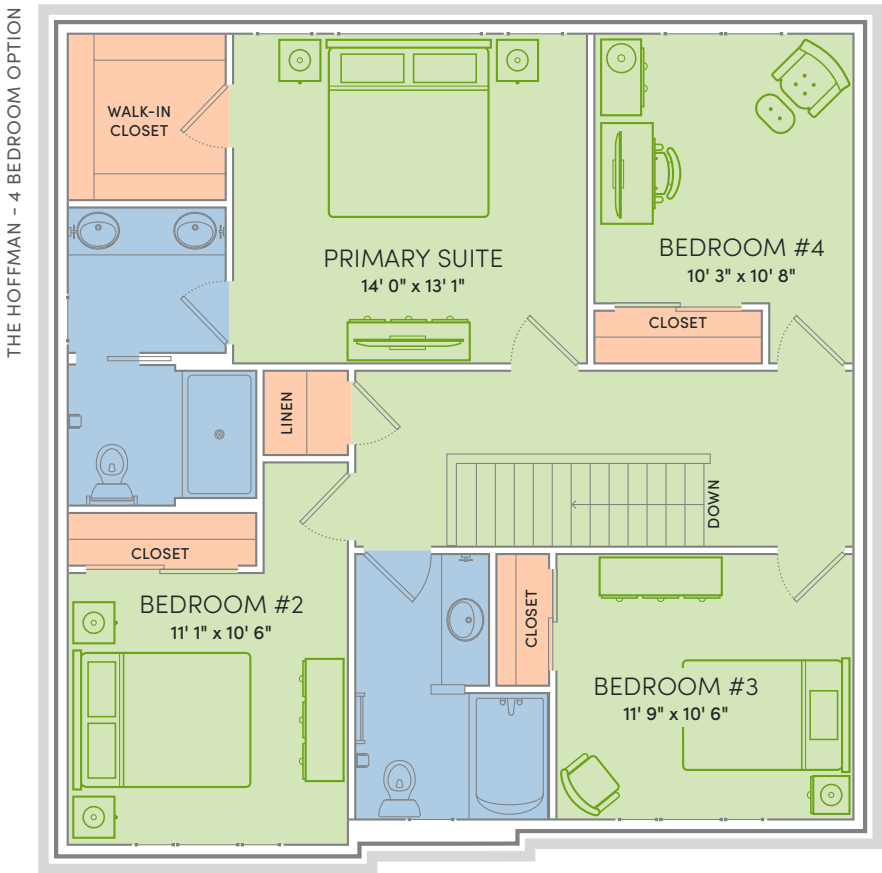 THE HOFFMAN - 4 BEDROOM OPTION
WALK-IN
CLOSET
PRIMARY SUITE
14' 0" x 13' 1"
BEDROOM #4
10' 3" x 10' 8"
CLOSET
LINEN
DOWN
CLOSET
BEDROOM #2
11' 1" x 10' 6"
CLOSET
BEDROOM #3
11' 9" x 10' 6"